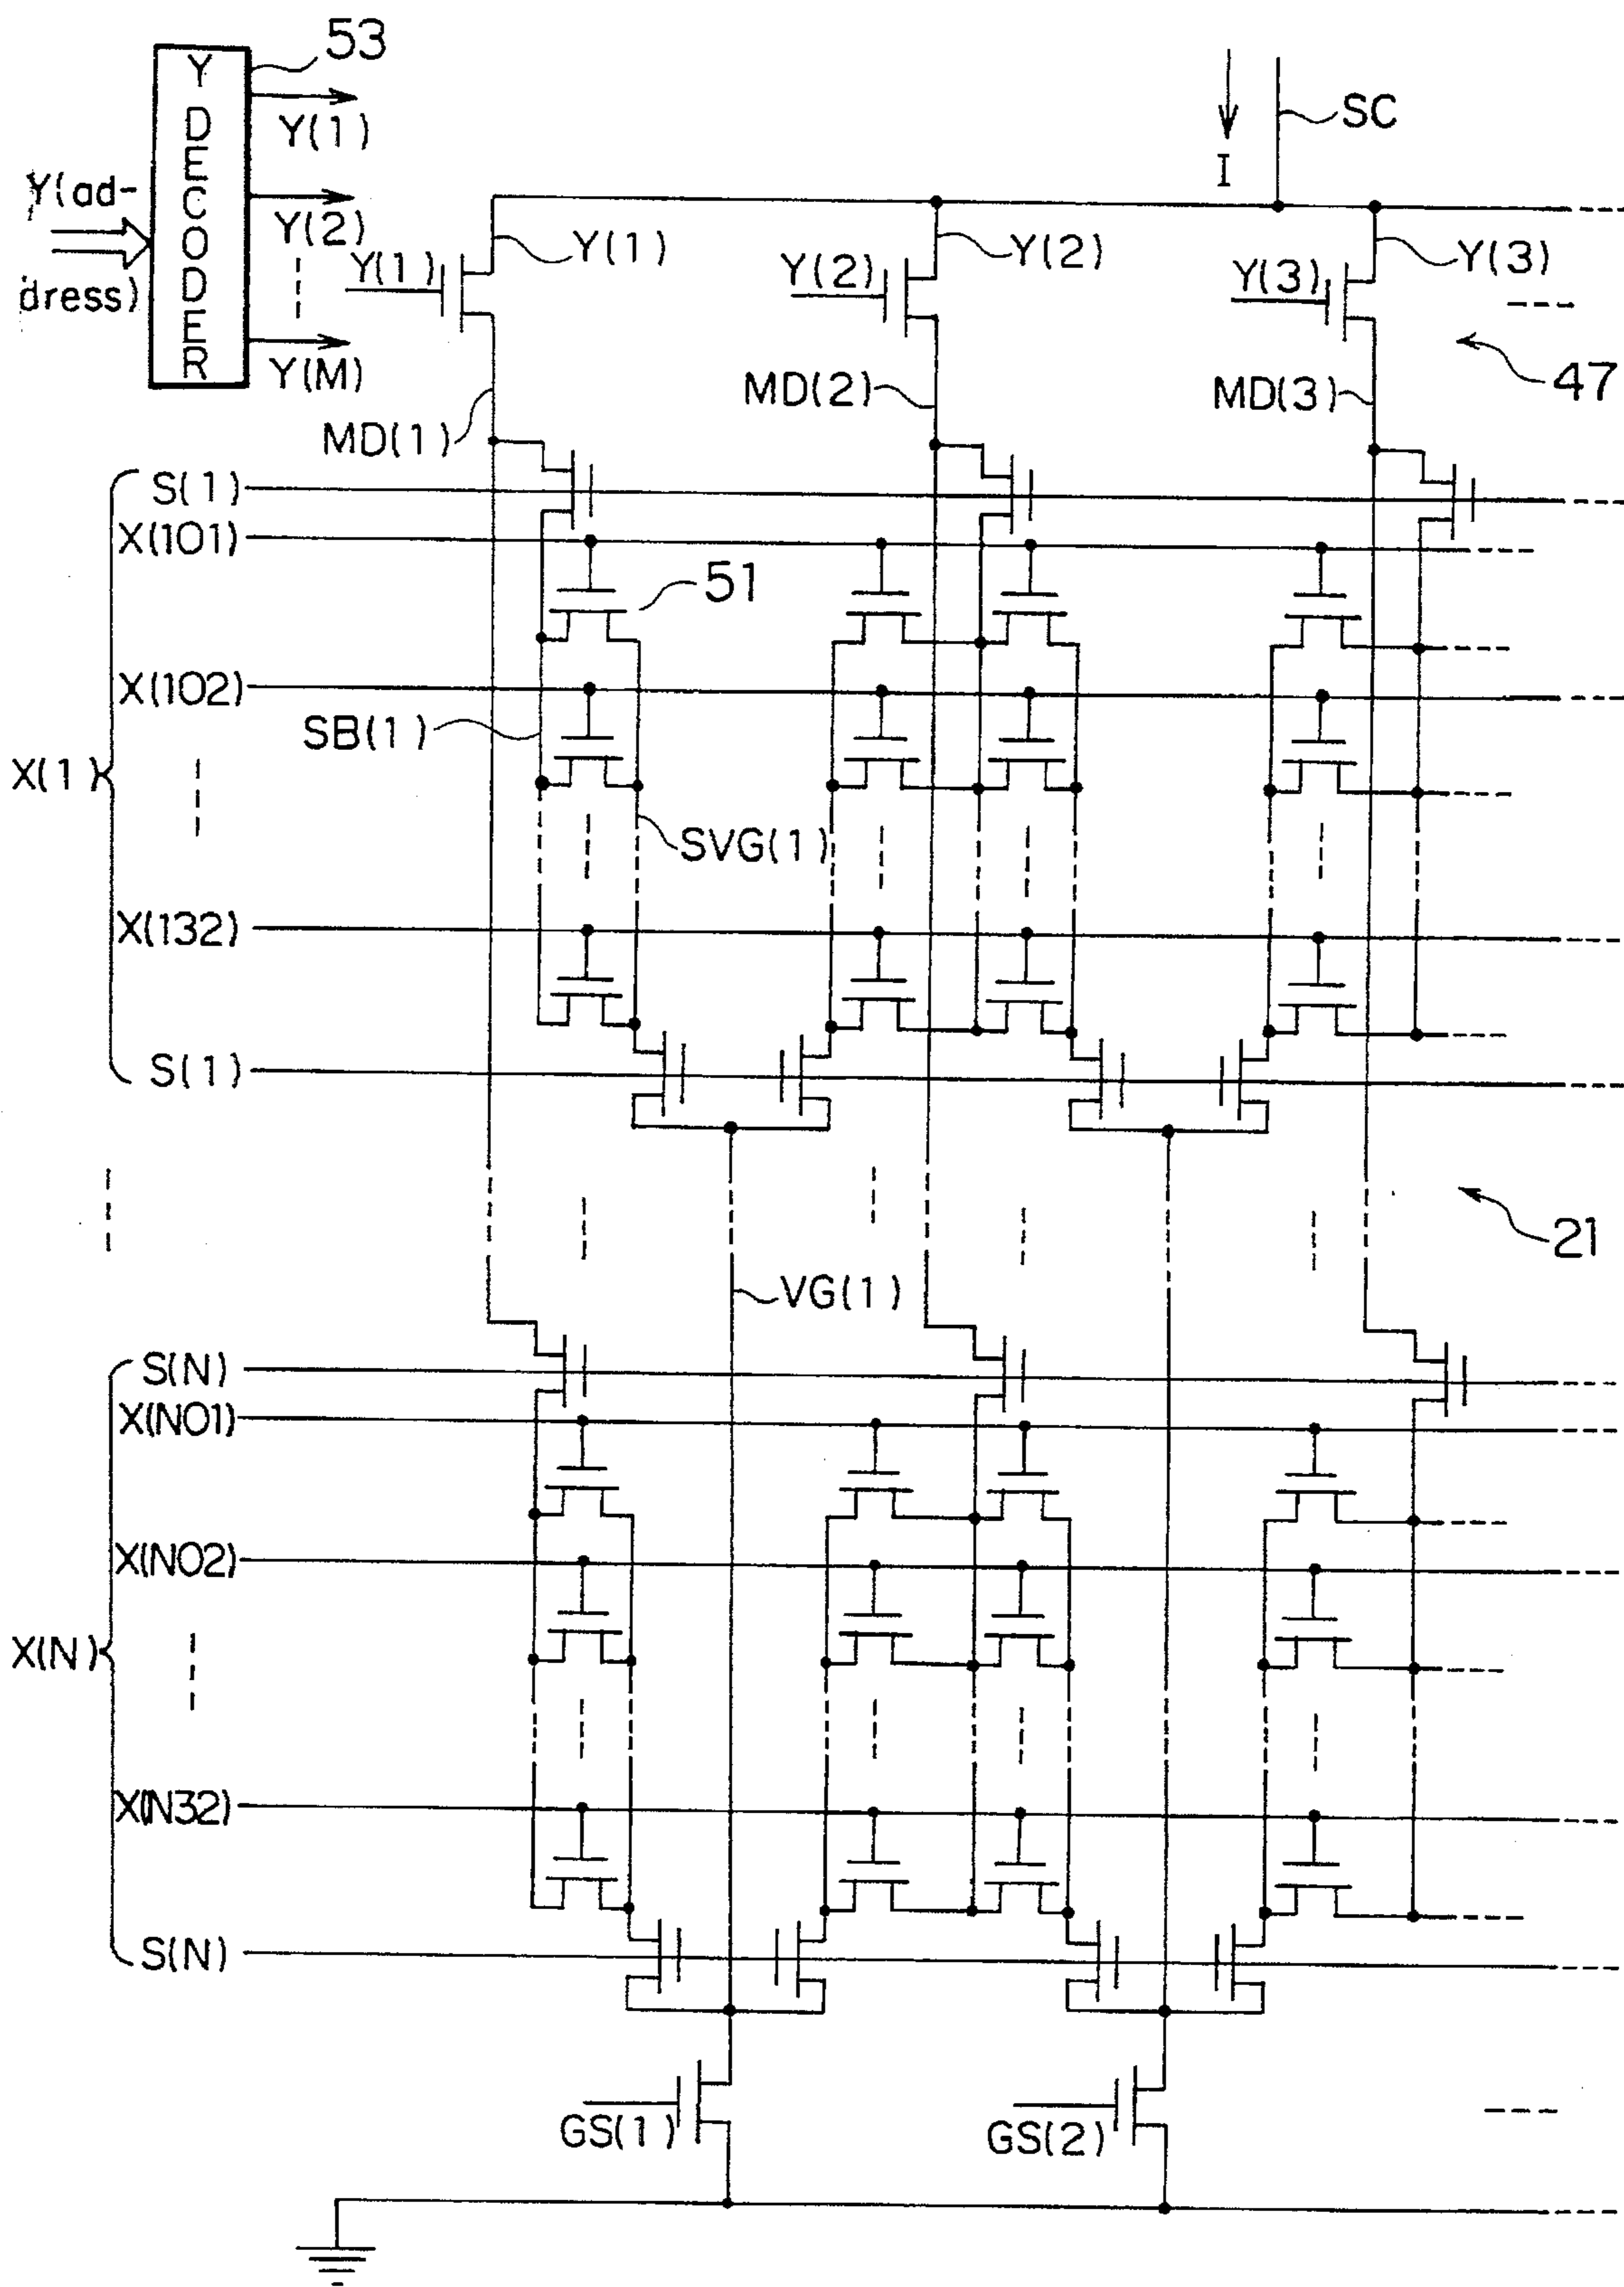 53
Y DECODER
Y(1)
Y(ad-
dress)
Y(2)
Y(M)
I
SC
Y(1)
Y(1)
Y(2)
Y(2)
Y(3)
Y(3)
47
MD(1)
MD(2)
MD(3)
S(1)
X(101)
51
X(102)
SB(1)
X(1)
SVG(1)
X(132)
S(1)
21
VG(1)
S(N)
X(N01)
X(N02)
X(N)
X(N32)
S(N)
GS(1)
GS(2)